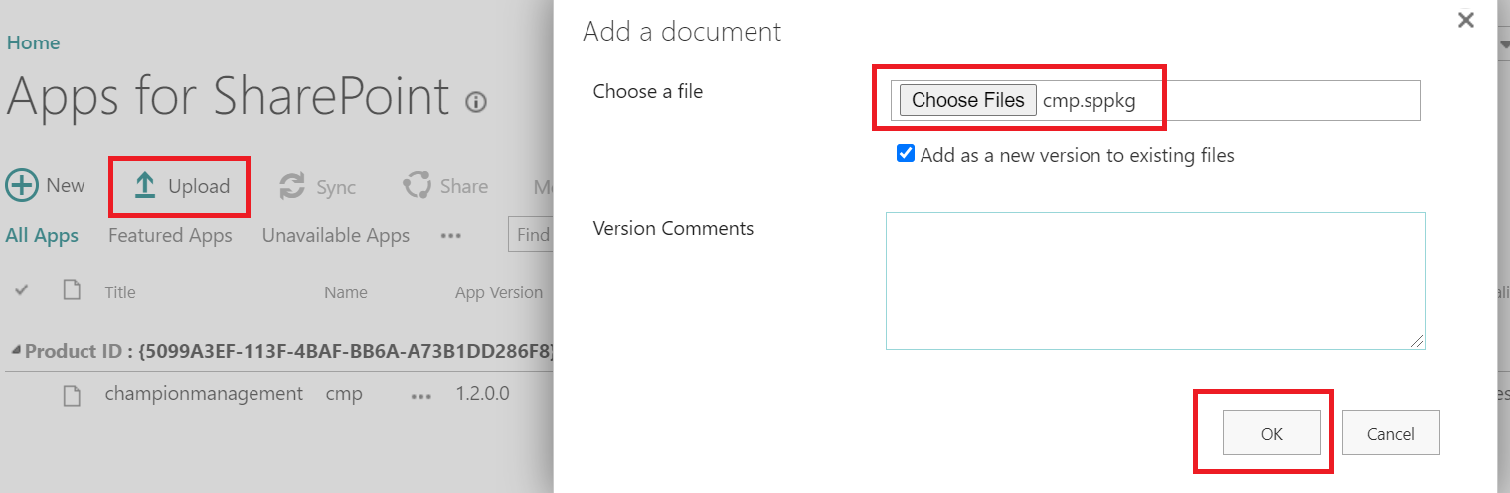 Home
Apps for SharePoint
New
Upload
Sync
Share
All Apps
Featured Apps
Unavailable Apps
...
Find
Title
Name
App Version
Product ID : {5099A3EF-113F-4BAF-BB6A-A73B1DD286F8}
championmanagement
cmp
...
1.2.0.0
Add a document
Choose a file
Choose Files cmp.sppkg
Add as a new version to existing files
Version Comments
OK
Cancel